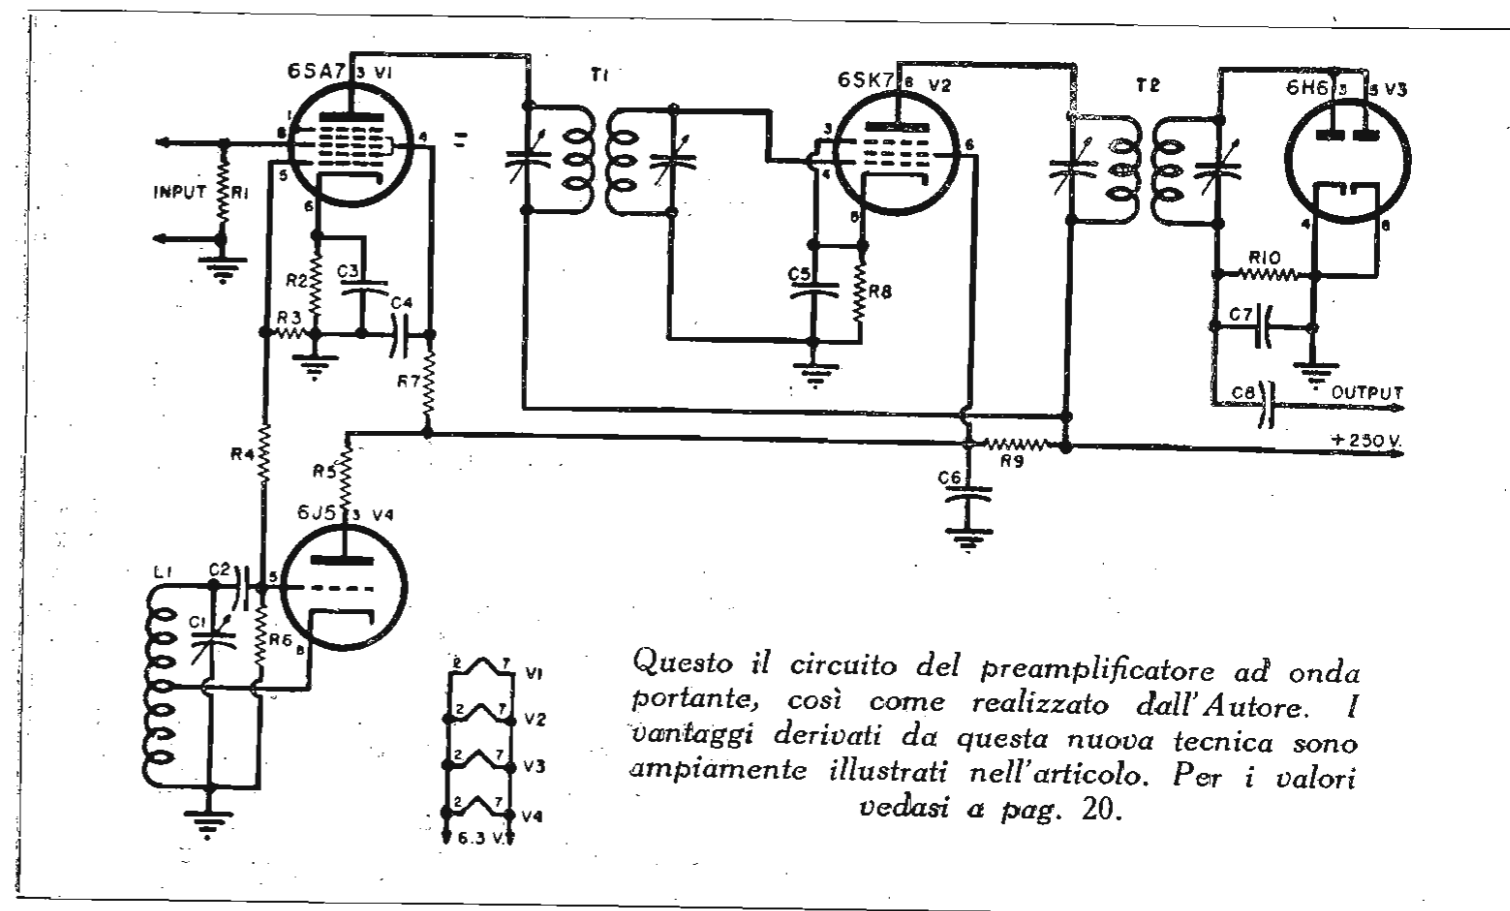 6SA7 3 V1
T1
6SK7 8 V2
T2
6H6 3 5 V3
1
8
4
5
6
INPUT R1
3
4
6
5
4
8
R2 C3
C4
R3
R7
C5
R8
R10
C7
C8
OUTPUT
+250 V.
R4
R5
R9
C6
6J5 3 V4
L1
C2
5
C1
R6
8
2 7 V1
2 7 V2
2 7 V3
2 7 V4
6.3 V.
Questo il circuito del preamplificatore ad onda
portante, così come realizzato dall'Autore. I
vantaggi derivati da questa nuova tecnica sono
ampiamente illustrati nell'articolo. Per i valori
vedasi a pag. 20.